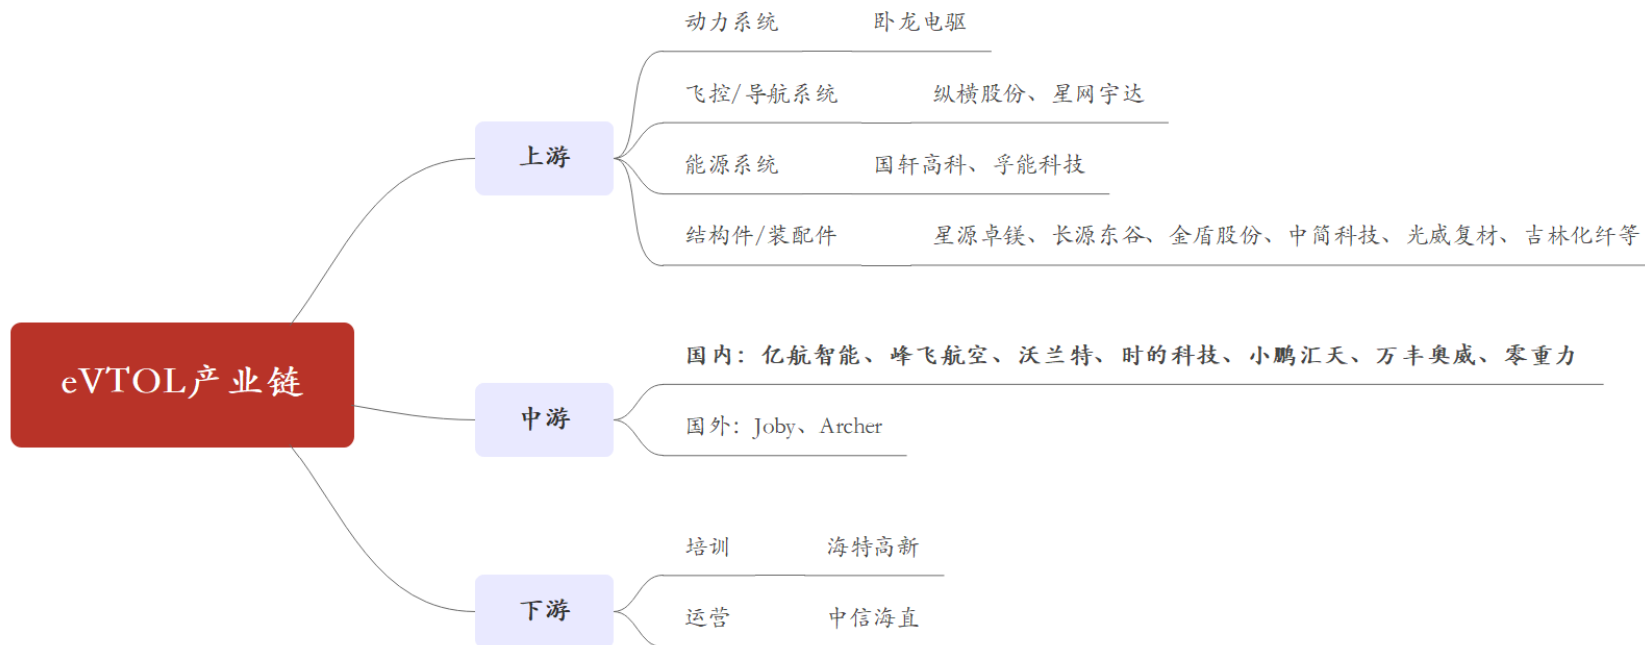 eVTOL产业链
上游
动力系统 卧龙电驱
飞控/导航系统 纵横股份、星网宇达
能源系统 国轩高科、孚能科技
结构件/装配件 星源卓镁、长源东谷、金盾股份、中简科技、光威复材、吉林化纤等
中游
国内：亿航智能、峰飞航空、沃兰特、时的科技、小鹏汇天、万丰奥威、零重力
国外：Joby、Archer
下游
培训 海特高新
运营 中信海直